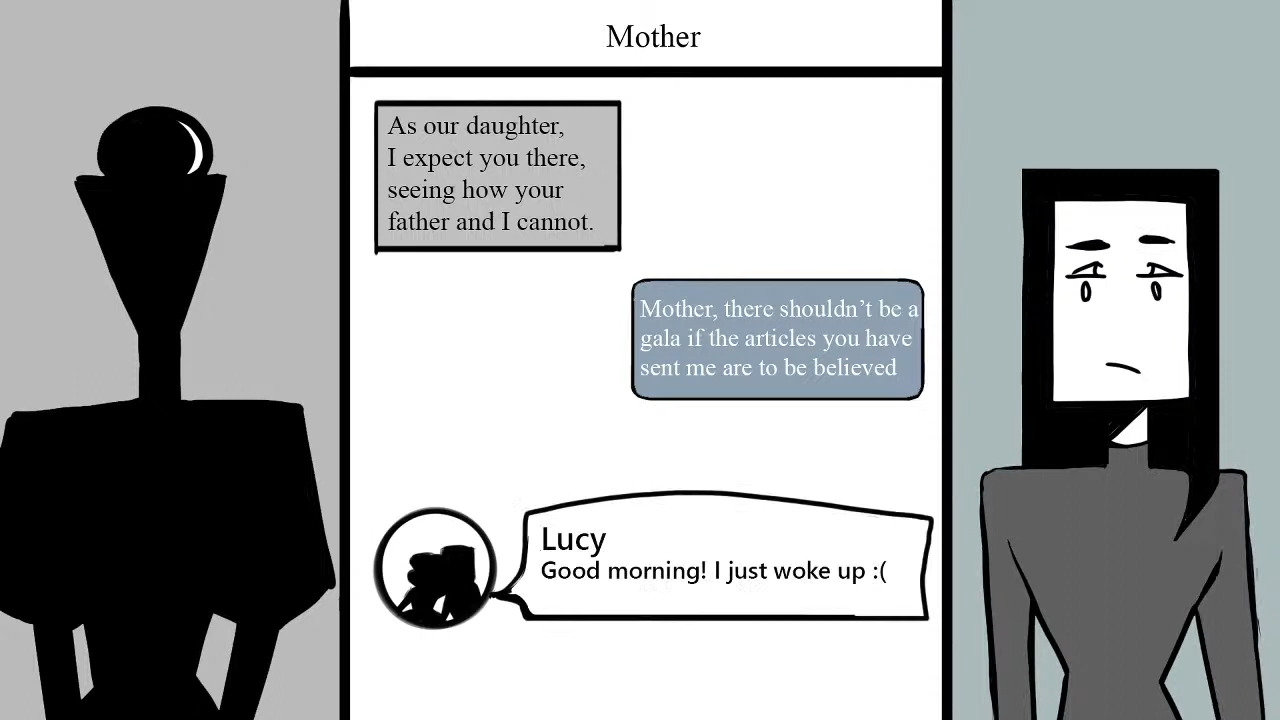 Mother
As our daughter,
I expect you there,
seeing how your
father and I cannot.
Mother, there shouldn’t be a
gala if the articles you have
sent me are to be believed
Lucy
Good morning! I just woke up :(